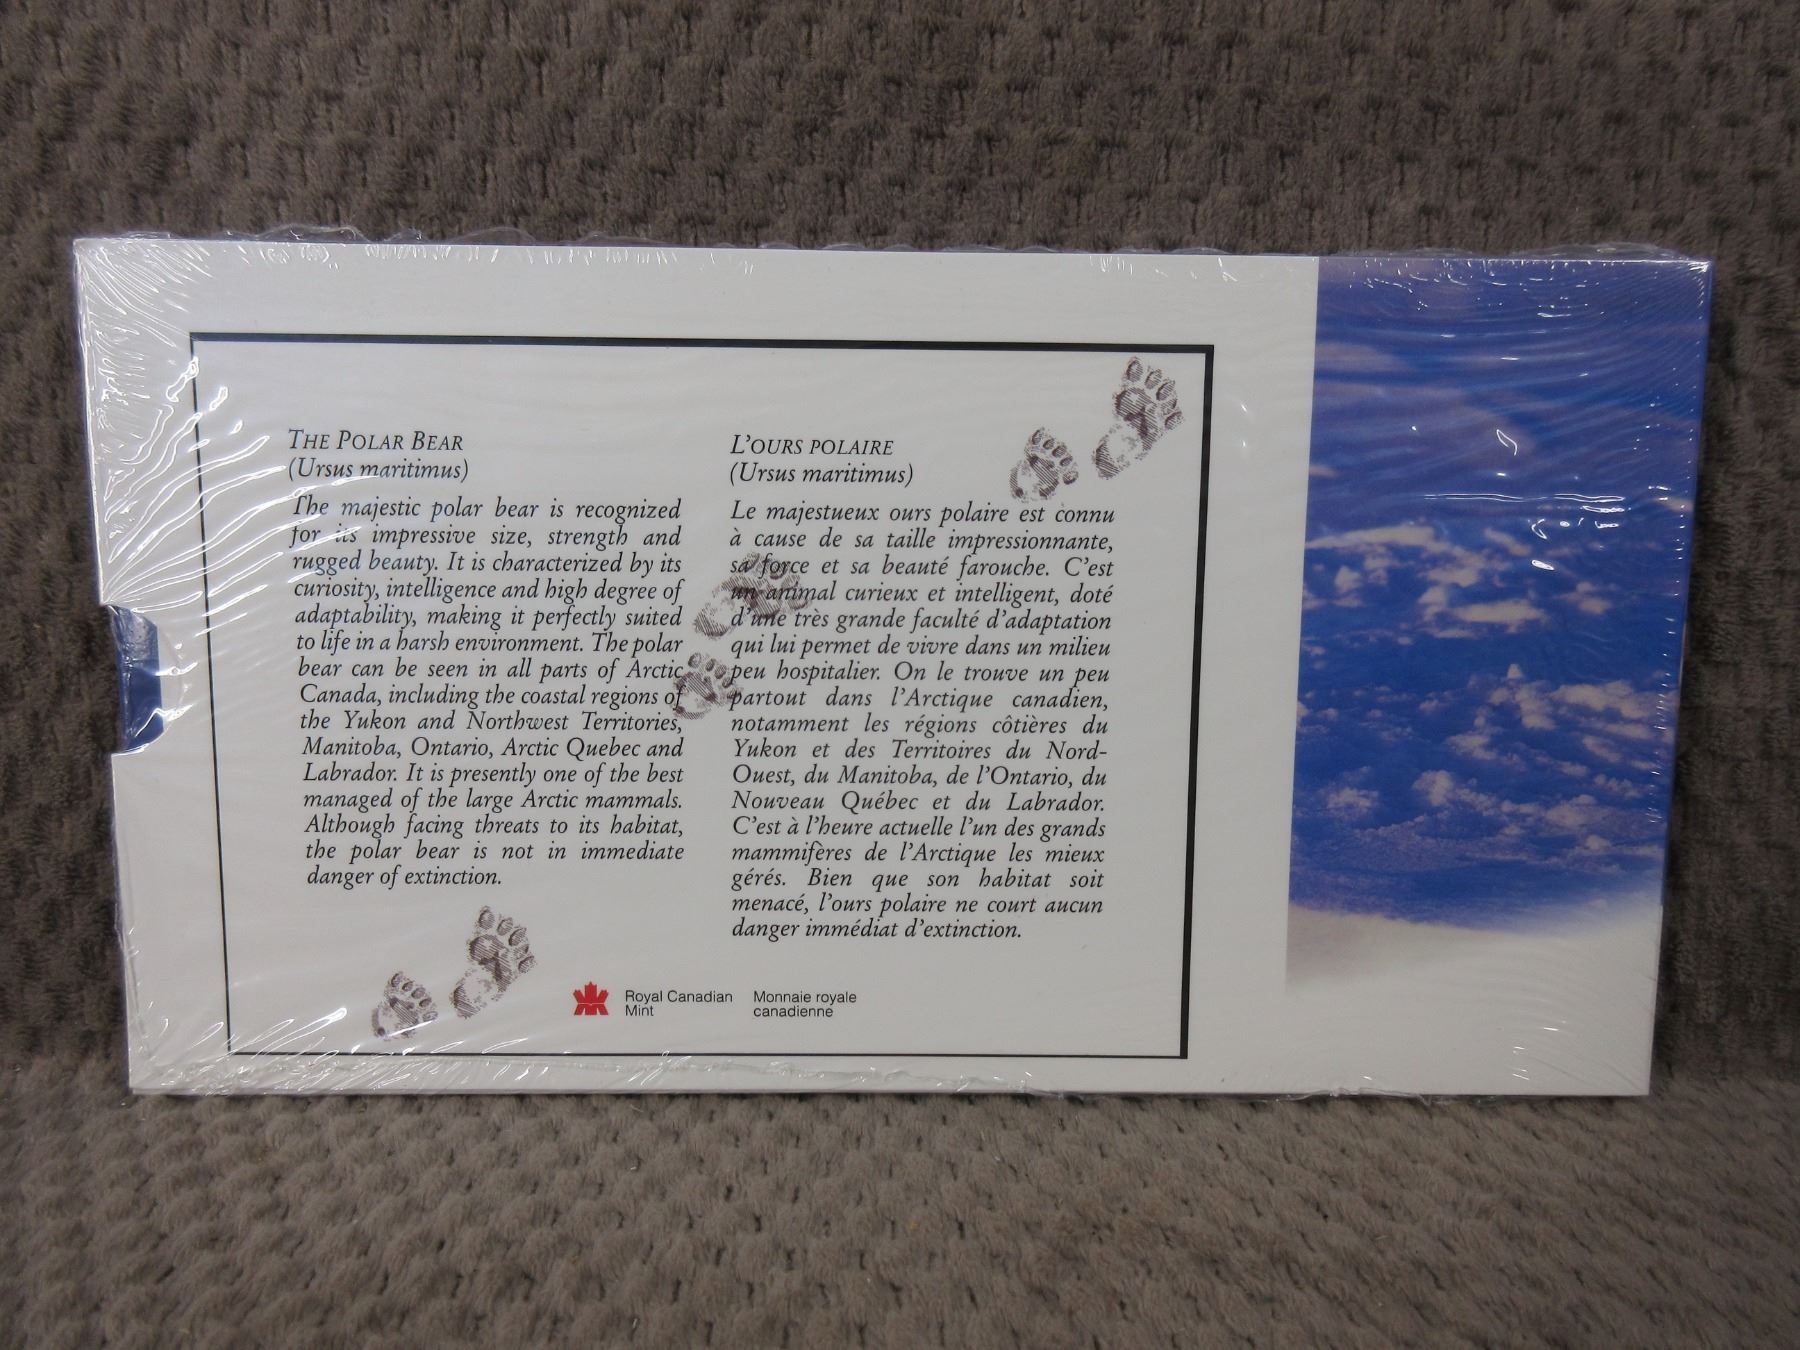 THE POLAR BEAR
(Ursus maritimus)
The majestic polar bear is recognized
for its impressive size, strength and
rugged beauty. It is characterized by its
curiosity, intelligence and high degree of
adaptability, making it perfectly suited
to life in a harsh environment. The polar
bear can be seen in all parts of Arctic
Canada, including the coastal regions of
the Yukon and Northwest Territories,
Manitoba, Ontario, Arctic Quebec and
Labrador. It is presently one of the best
managed of the large Arctic mammals.
Although facing threats to its habitat,
the polar bear is not in immediate
danger of extinction.
L'OURS POLAIRE
(Ursus maritimus)
Le majestueux ours polaire est connu
à cause de sa taille impressionnante,
sa force et sa beauté farouche. C'est
un animal curieux et intelligent, doté
d'une très grande faculté d'adaptation
qui lui permet de vivre dans un milieu
peu hospitalier. On le trouve un peu
partout dans l'Arctique canadien,
notamment les régions côtières du
Yukon et des Territoires du Nord-
Ouest, du Manitoba, de l'Ontario, du
Nouveau Québec et du Labrador.
C'est à l'heure actuelle l'un des grands
mammifères de l'Arctique les mieux
gérés. Bien que son habitat soit
menacé, l'ours polaire ne court aucun
danger immédiat d'extinction.
Royal Canadian
Mint
Monnaie royale
canadienne